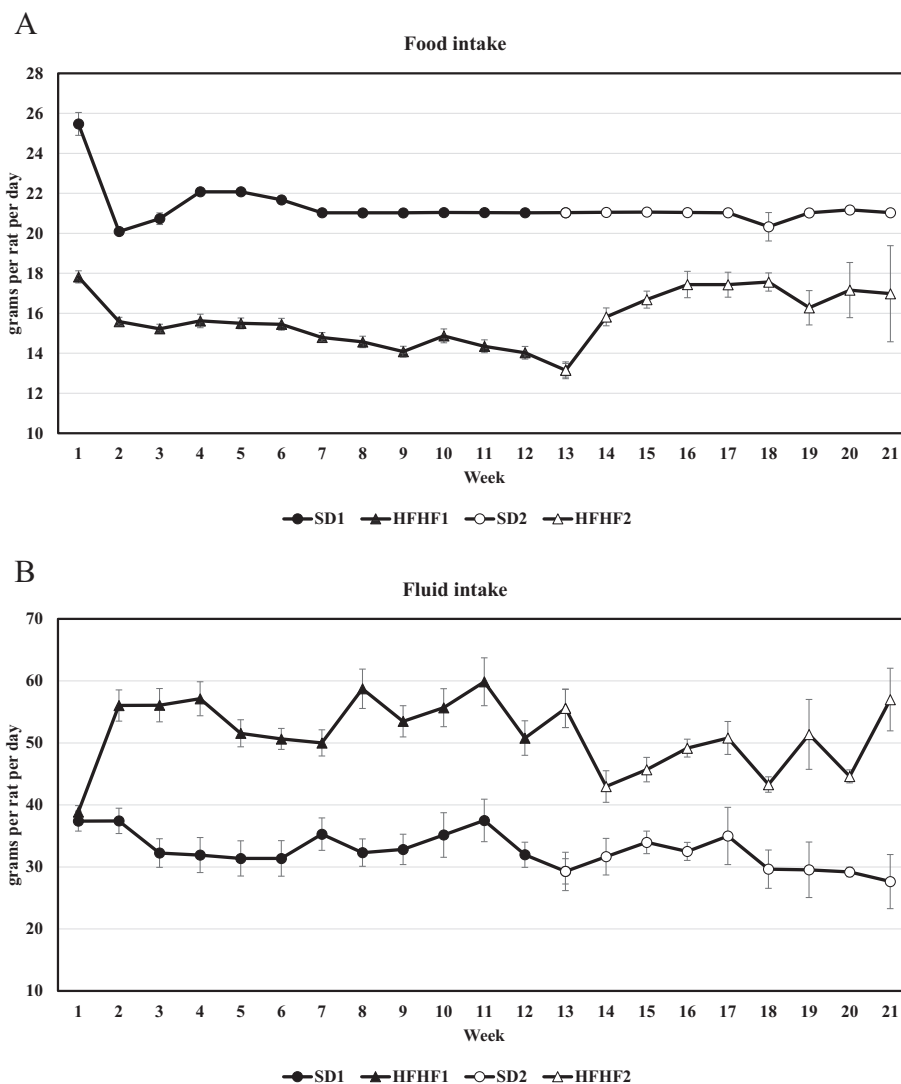 A
Food intake
grams per rat per day
28
26
24
22
20
18
16
14
12
10
1 2 3 4 5 6 7 8 9 10 11 12 13 14 15 16 17 18 19 20 21
Week
SD1 HFHF1 SD2 HFHF2
B
Fluid intake
grams per rat per day
70
60
50
40
30
20
10
1 2 3 4 5 6 7 8 9 10 11 12 13 14 15 16 17 18 19 20 21
Week
SD1 HFHF1 SD2 HFHF2